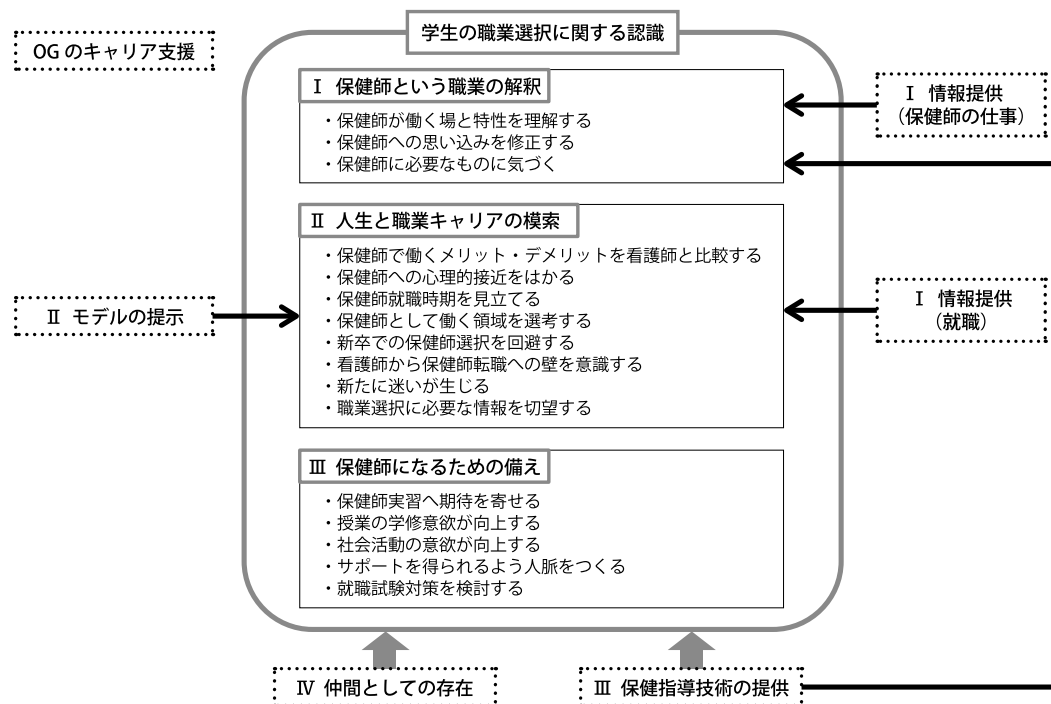 学生の職業選択に関する認識
OGのキャリア支援
Ⅰ 保健師という職業の解釈
・保健師が働く場と特性を理解する
・保健師への思い込みを修正する
・保健師に必要なものに気づく
Ⅰ 情報提供
（保健師の仕事）
Ⅱ 人生と職業キャリアの模索
・保健師で働くメリット・デメリットを看護師と比較する
・保健師への心理的接近をはかる
・保健師就職時期を見立てる
・保健師として働く領域を選考する
・新卒での保健師選択を回避する
・看護師から保健師転職への壁を意識する
・新たに迷いが生じる
・職業選択に必要な情報を切望する
Ⅱ モデルの提示
Ⅰ 情報提供
（就職）
Ⅲ 保健師になるための備え
・保健師実習へ期待を寄せる
・授業の学修意欲が向上する
・社会活動の意欲が向上する
・サポートを得られるよう人脈をつくる
・就職試験対策を検討する
Ⅳ 仲間としての存在
Ⅲ 保健指導技術の提供